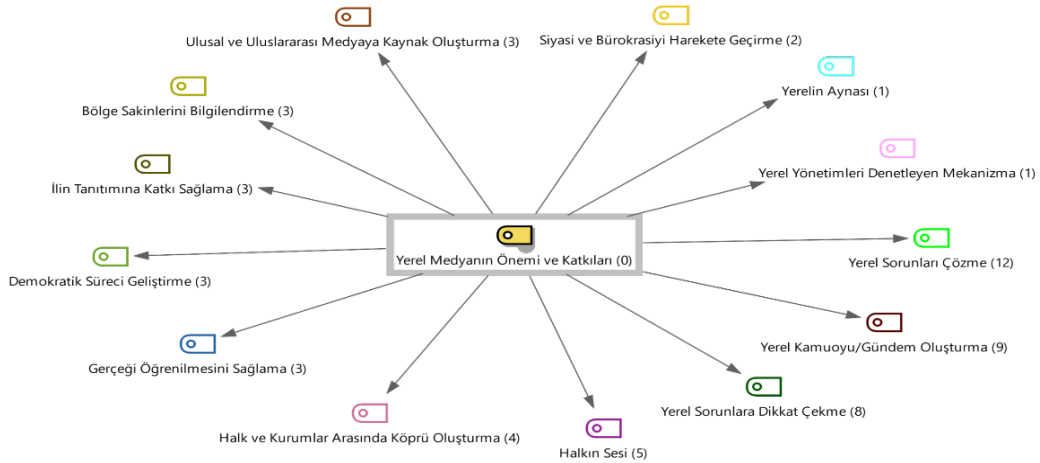 Ulusal ve Uluslararası Medyaya Kaynak Oluşturma (3)
Siyasi ve Bürokrasiyi Harekete Geçirme (2)
Yerelin Aynası (1)
Bölge Sakinlerini Bilgilendirme (3)
Yerel Yönetimleri Denetleyen Mekanizma (1)
İlin Tanıtımına Katkı Sağlama (3)
Yerel Medyanın Önemi ve Katkıları (0)
Yerel Sorunları Çözme (12)
Demokratik Süreci Geliştirme (3)
Yerel Kamuoyu/Gündem Oluşturma (9)
Gerçeği Öğrenilmesini Sağlama (3)
Yerel Sorunlara Dikkat Çekme (8)
Halk ve Kurumlar Arasında Köprü Oluşturma (4)
Halkın Sesi (5)